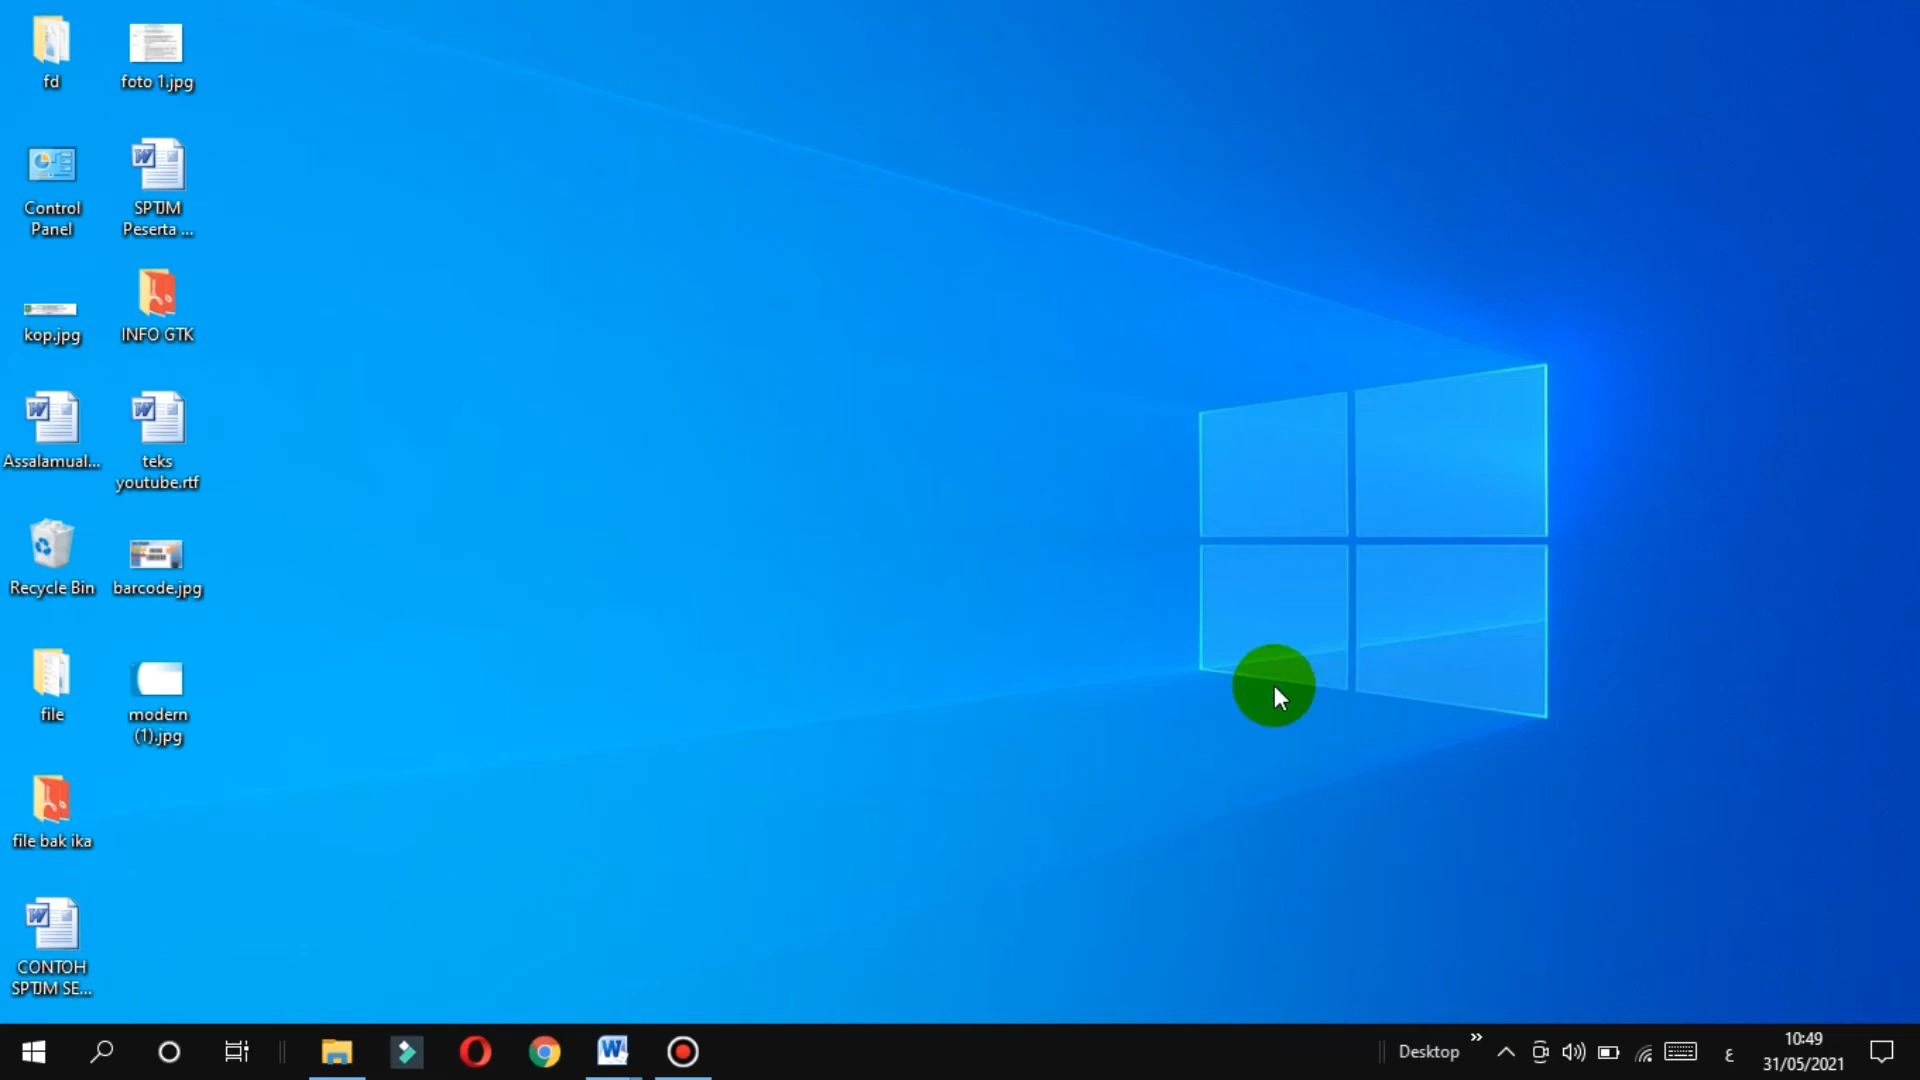 fd
foto 1.jpg
Control
Panel
SPTJM
Peserta ...
kop.jpg
INFO GTK
Assalamual...
teks
youtube.rtf
Recycle Bin
barcode.jpg
file
modern
(1).jpg
file bak ika
CONTOH
SPTJM SE...
Desktop
ع
10:49
31/05/2021